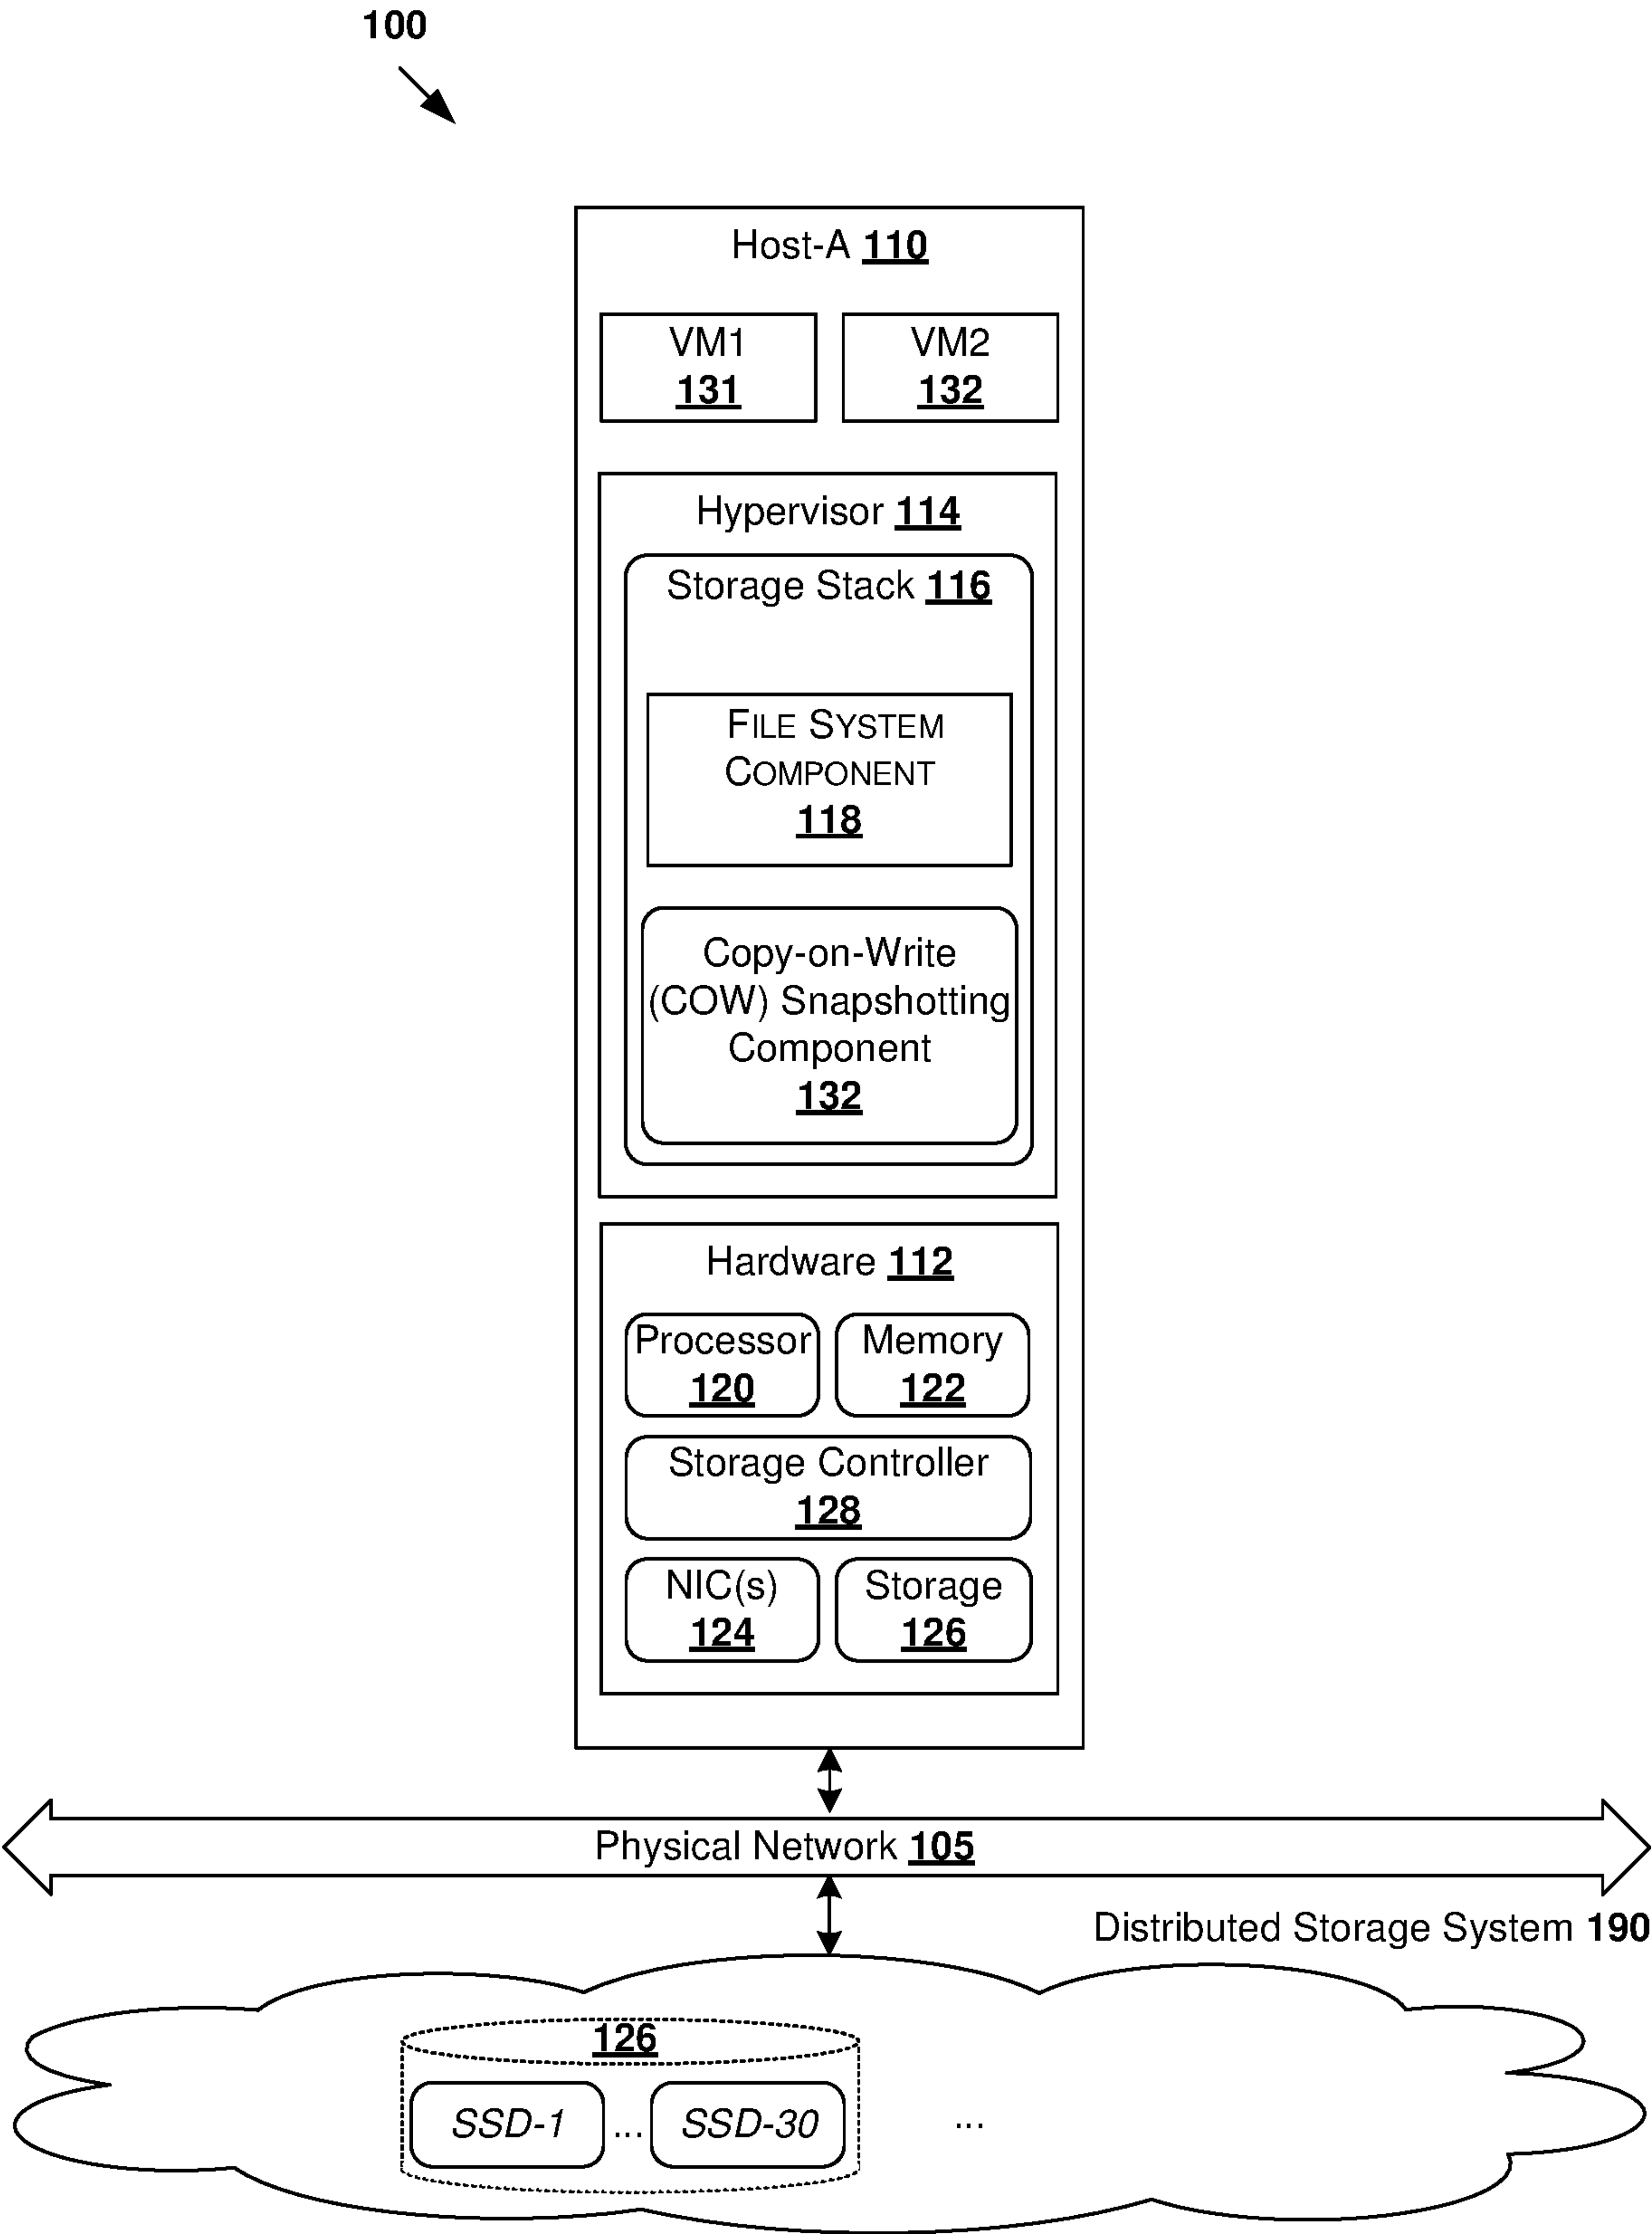 100
Host-A 110
VM1
131
VM2
132
Hypervisor 114
Storage Stack 116
FILE SYSTEM
COMPONENT
118
Copy-on-Write
(COW) Snapshotting
Component
132
Hardware 112
Processor
120
Memory
122
Storage Controller
128
NIC(s)
124
Storage
126
Physical Network 105
Distributed Storage System 190
126
SSD-1 ... SSD-30 ...